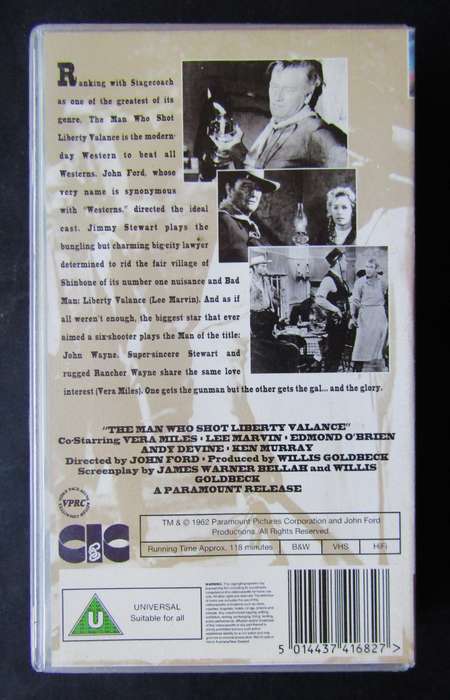 Ranking with Stagecoach
as one of the greatest of its
genre, The Man Who Shot
Liberty Valance is the modern-
day Western to beat all
Westerns. John Ford, whose
very name is synonymous
with "Westerns," directed the ideal
cast. Jimmy Stewart plays the
bungling but charming big-city lawyer
determined to rid the fair village of
Shinbone of its number one nuisance and Bad
Man: Liberty Valance (Lee Marvin). And as if
all weren't enough, the biggest star that ever
aimed a six-shooter plays the Man of the title:
John Wayne. Super-sincere Stewart and
rugged Rancher Wayne share the same love
interest (Vera Miles). One gets the gunman but the other gets the gal... and the glory.
"THE MAN WHO SHOT LIBERTY VALANCE"
Co-Starring VERA MILES • LEE MARVIN • EDMOND O'BRIEN
ANDY DEVINE • KEN MURRAY
Directed by JOHN FORD • Produced by WILLIS GOLDBECK
Screenplay by JAMES WARNER BELLAH and WILLIS
GOLDBECK
A PARAMOUNT RELEASE
VPRC
CIC
TM & © 1962 Paramount Pictures Corporation and John Ford
Productions. All Rights Reserved.
Running Time Approx. 118 minutes B&W VHS HiFi
U
UNIVERSAL
Suitable for all
5 014437 416827 >